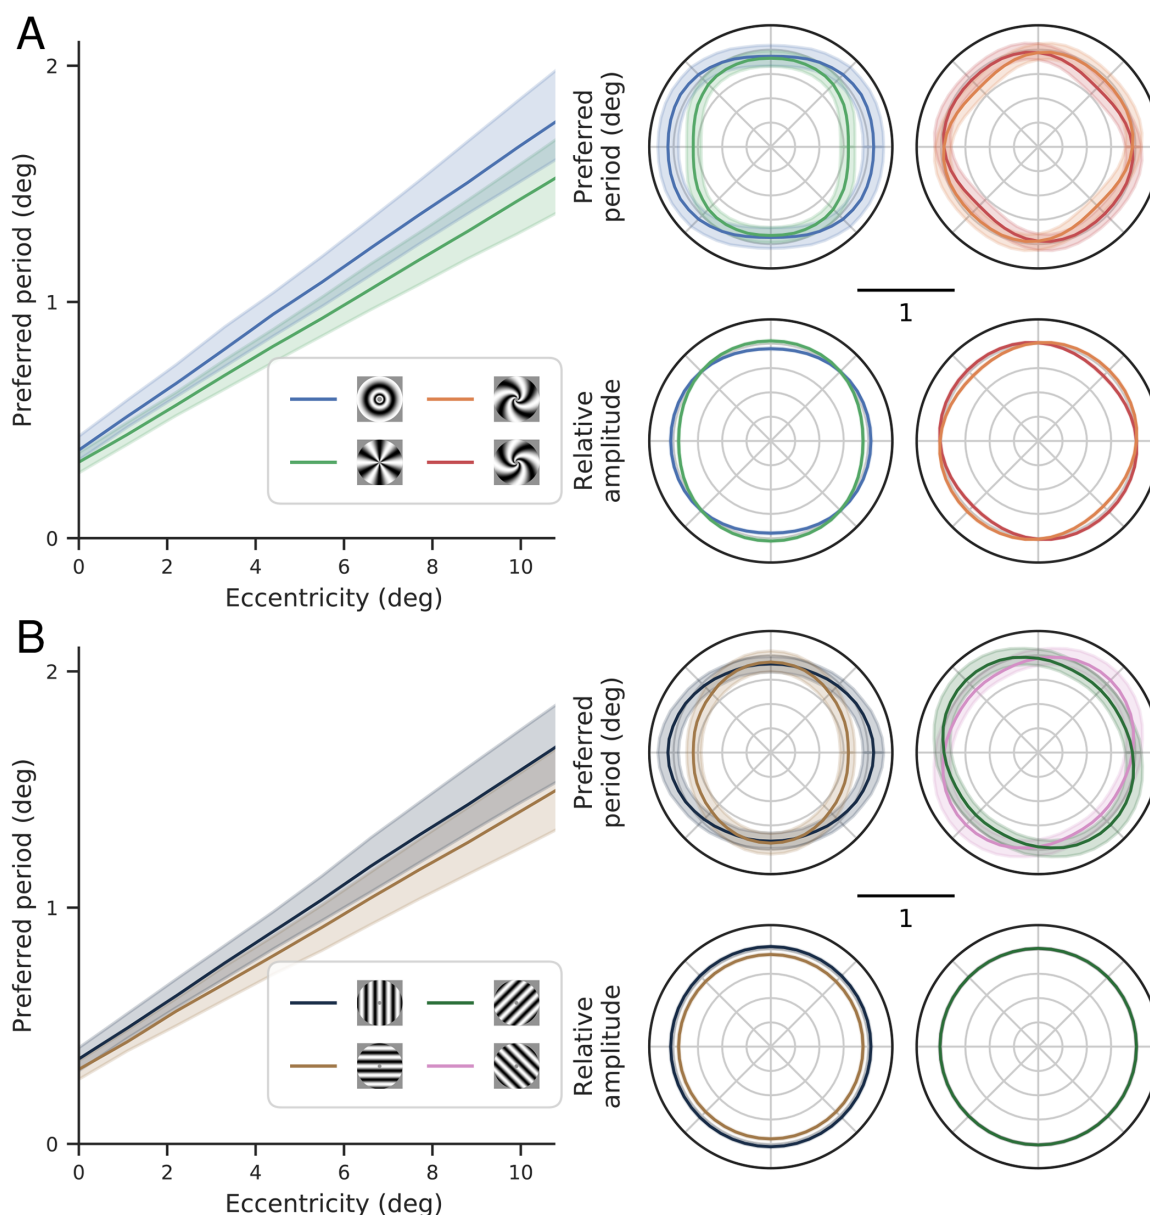 A
2
1
0
Preferred period (deg)
0 2 4 6 8 10
Eccentricity (deg)
Preferred
period (deg)
1
Relative
amplitude
B
2
1
0
Preferred period (deg)
0 2 4 6 8 10
Eccentricity (deg)
Preferred
period (deg)
1
Relative
amplitude